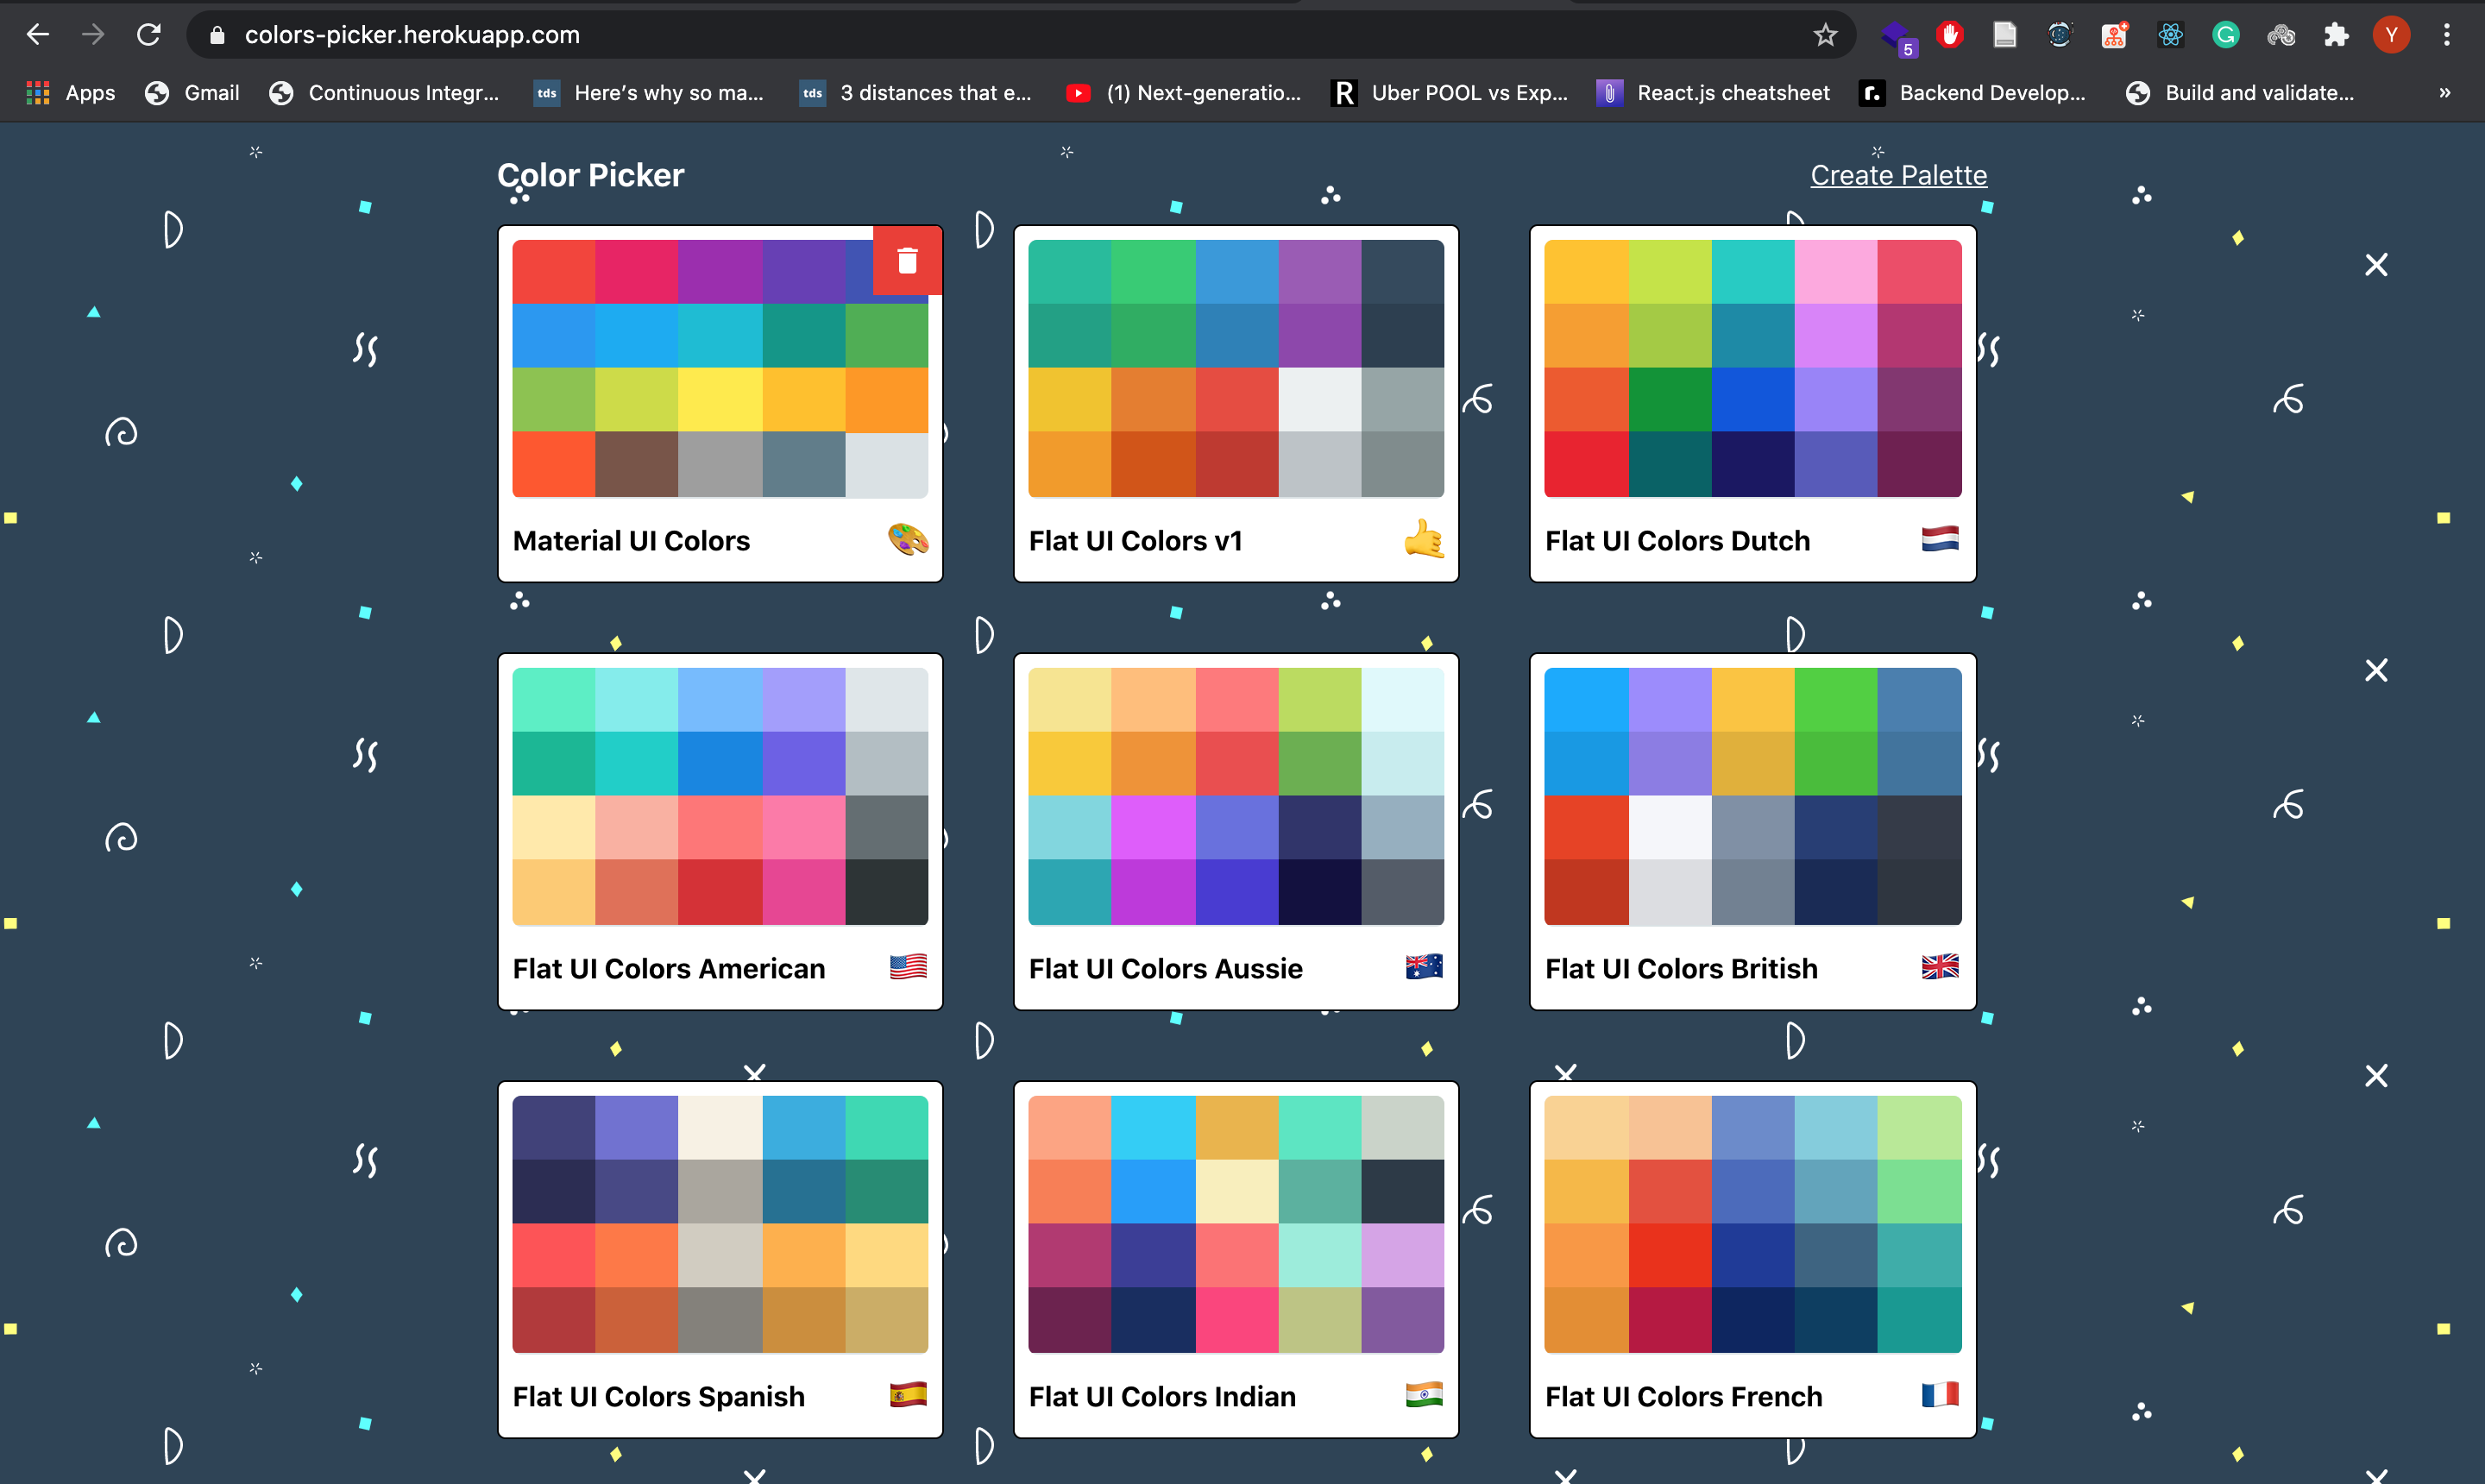 colors-picker.herokuapp.com
5
Y
Apps
Gmail
Continuous Integr...
tds
Here's why so ma...
tds
3 distances that e...
(1) Next-generatio...
R
Uber POOL vs Exp...
React.js cheatsheet
r.
Backend Develop...
Build and validate...
»
Color Picker
Create Palette
Material UI Colors
Flat UI Colors v1
Flat UI Colors Dutch
Flat UI Colors American
Flat UI Colors Aussie
Flat UI Colors British
Flat UI Colors Spanish
Flat UI Colors Indian
Flat UI Colors French